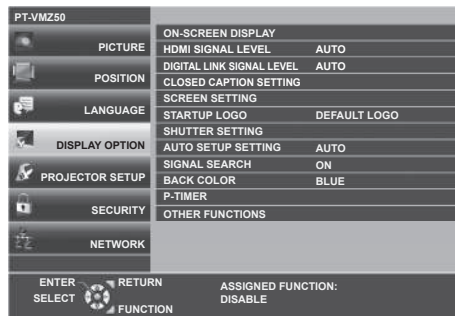 PT-VMZ50
PICTURE
POSITION
LANGUAGE
DISPLAY OPTION
PROJECTOR SETUP
SECURITY
NETWORK
ON-SCREEN DISPLAY
HDMI SIGNAL LEVEL AUTO
DIGITAL LINK SIGNAL LEVEL AUTO
CLOSED CAPTION SETTING
SCREEN SETTING
STARTUP LOGO DEFAULT LOGO
SHUTTER SETTING
AUTO SETUP SETTING AUTO
SIGNAL SEARCH ON
BACK COLOR BLUE
P-TIMER
OTHER FUNCTIONS
ENTER RETURN
SELECT
FUNCTION
ASSIGNED FUNCTION:
DISABLE